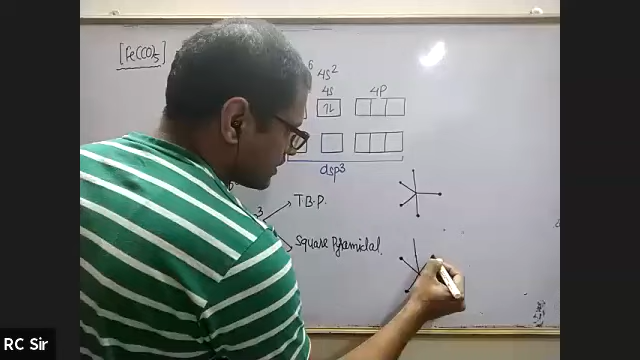 [Fe(CO)5]
6 4s2
4s 4P
1L
dsp3
3 T.B.P.
Square Pyramidal
RC Sir